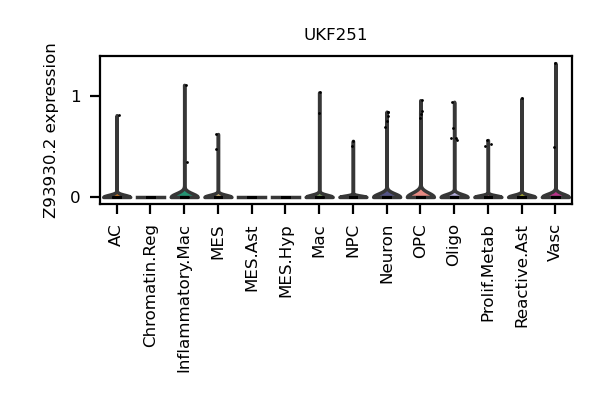 UKF251
Z93930.2 expression
1
0
AC
Chromatin.Reg
Inflammatory.Mac
MES
MES.Ast
MES.Hyp
Mac
NPC
Neuron
OPC
Oligo
Prolif.Metab
Reactive.Ast
Vasc